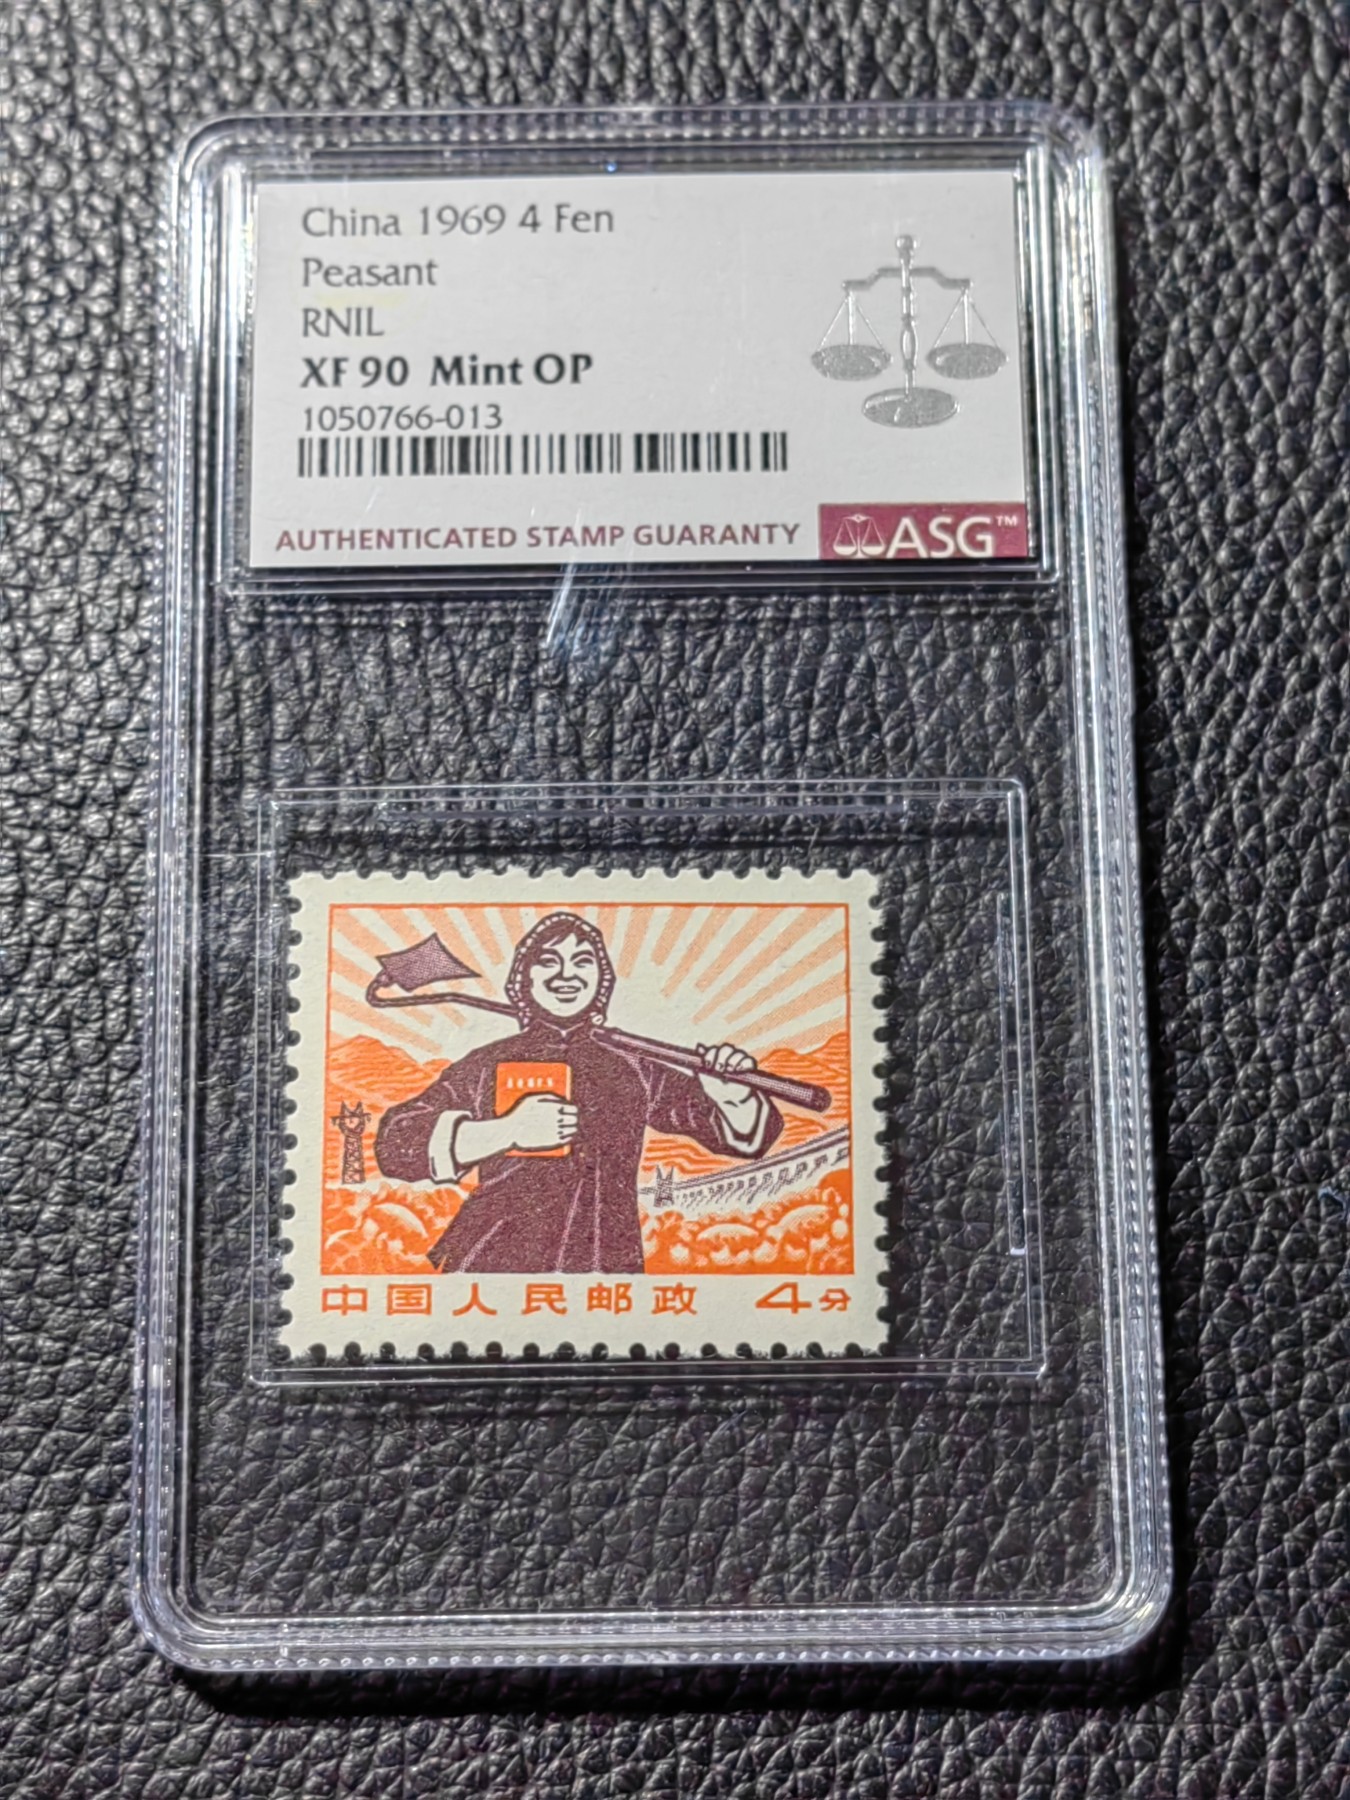 China 1969 4 Fen
Peasant
RNIL
XF 90 Mint OP
1050766-013
AUTHENTICATED STAMP GUARANTY
ASG™
中国人民邮政 4分